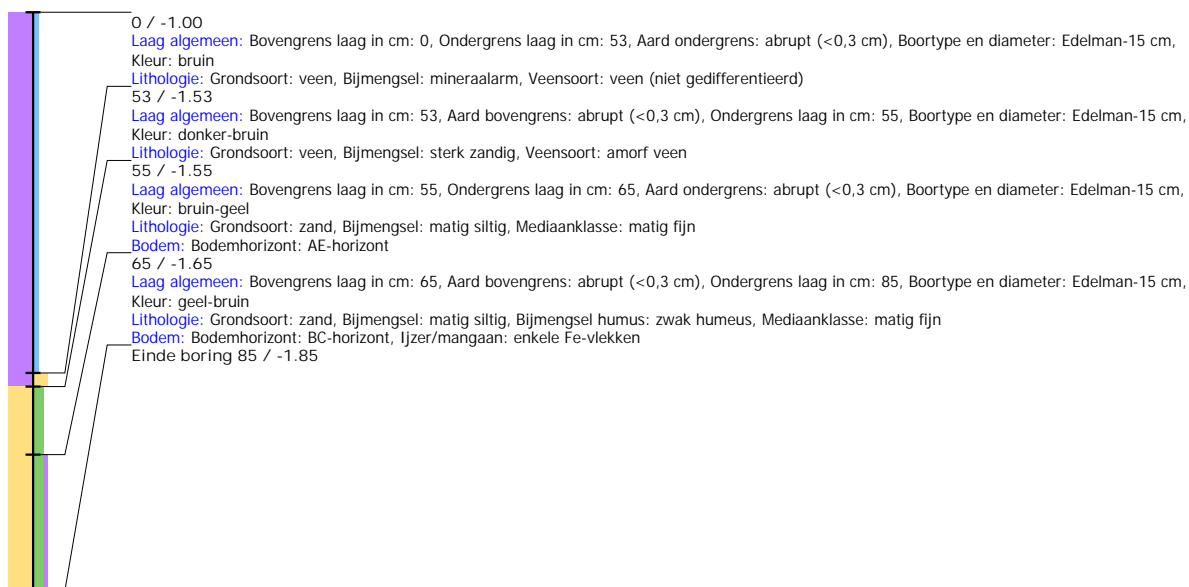 0 / -1.00
Laag algemeen: Bovengrens laag in cm: 0, Ondergrens laag in cm: 53, Aard ondergrens: abrupt (<0,3 cm), Boortype en diameter: Edelman-15 cm,
Kleur: bruin
Lithologie: Grondsoort: veen, Bijmengsel: mineraalarm, Veensoort: veen (niet gedifferentieerd)
53 / -1.53
Laag algemeen: Bovengrens laag in cm: 53, Aard bovengrens: abrupt (<0,3 cm), Ondergrens laag in cm: 55, Boortype en diameter: Edelman-15 cm,
Kleur: donker-bruin
Lithologie: Grondsoort: veen, Bijmengsel: sterk zandig, Veensoort: amorf veen
55 / -1.55
Laag algemeen: Bovengrens laag in cm: 55, Ondergrens laag in cm: 65, Aard ondergrens: abrupt (<0,3 cm), Boortype en diameter: Edelman-15 cm,
Kleur: bruin-geel
Lithologie: Grondsoort: zand, Bijmengsel: matig siltig, Mediaanklasse: matig fijn
Bodem: Bodemhorizont: AE-horizont
65 / -1.65
Laag algemeen: Bovengrens laag in cm: 65, Aard bovengrens: abrupt (<0,3 cm), Ondergrens laag in cm: 85, Boortype en diameter: Edelman-15 cm,
Kleur: geel-bruin
Lithologie: Grondsoort: zand, Bijmengsel: matig siltig, Bijmengsel humus: zwak humeus, Mediaanklasse: matig fijn
Bodem: Bodemhorizont: BC-horizont, Ijzer/mangaan: enkele Fe-vlekken
Einde boring 85 / -1.85